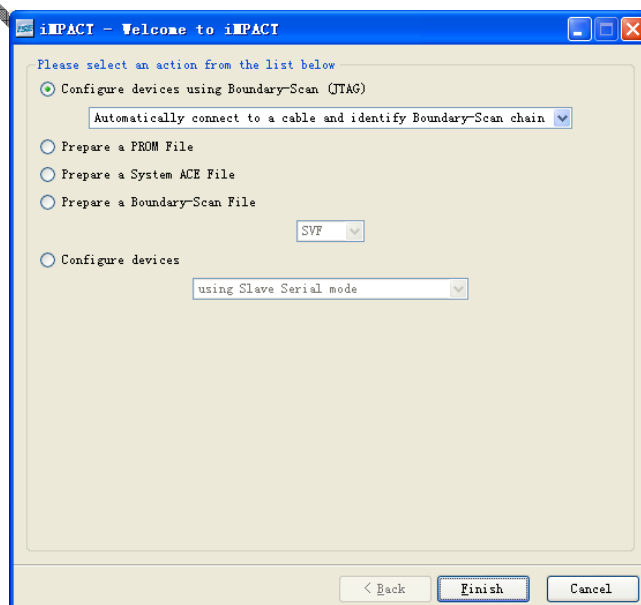 ISE iMPACT - Welcome to iMPACT
Please select an action from the list below
Configure devices using Boundary-Scan (JTAG)
Automatically connect to a cable and identify Boundary-Scan chain
Prepare a PROM File
Prepare a System ACE File
Prepare a Boundary-Scan File
SVF
Configure devices
using Slave Serial mode
< Back Finish Cancel